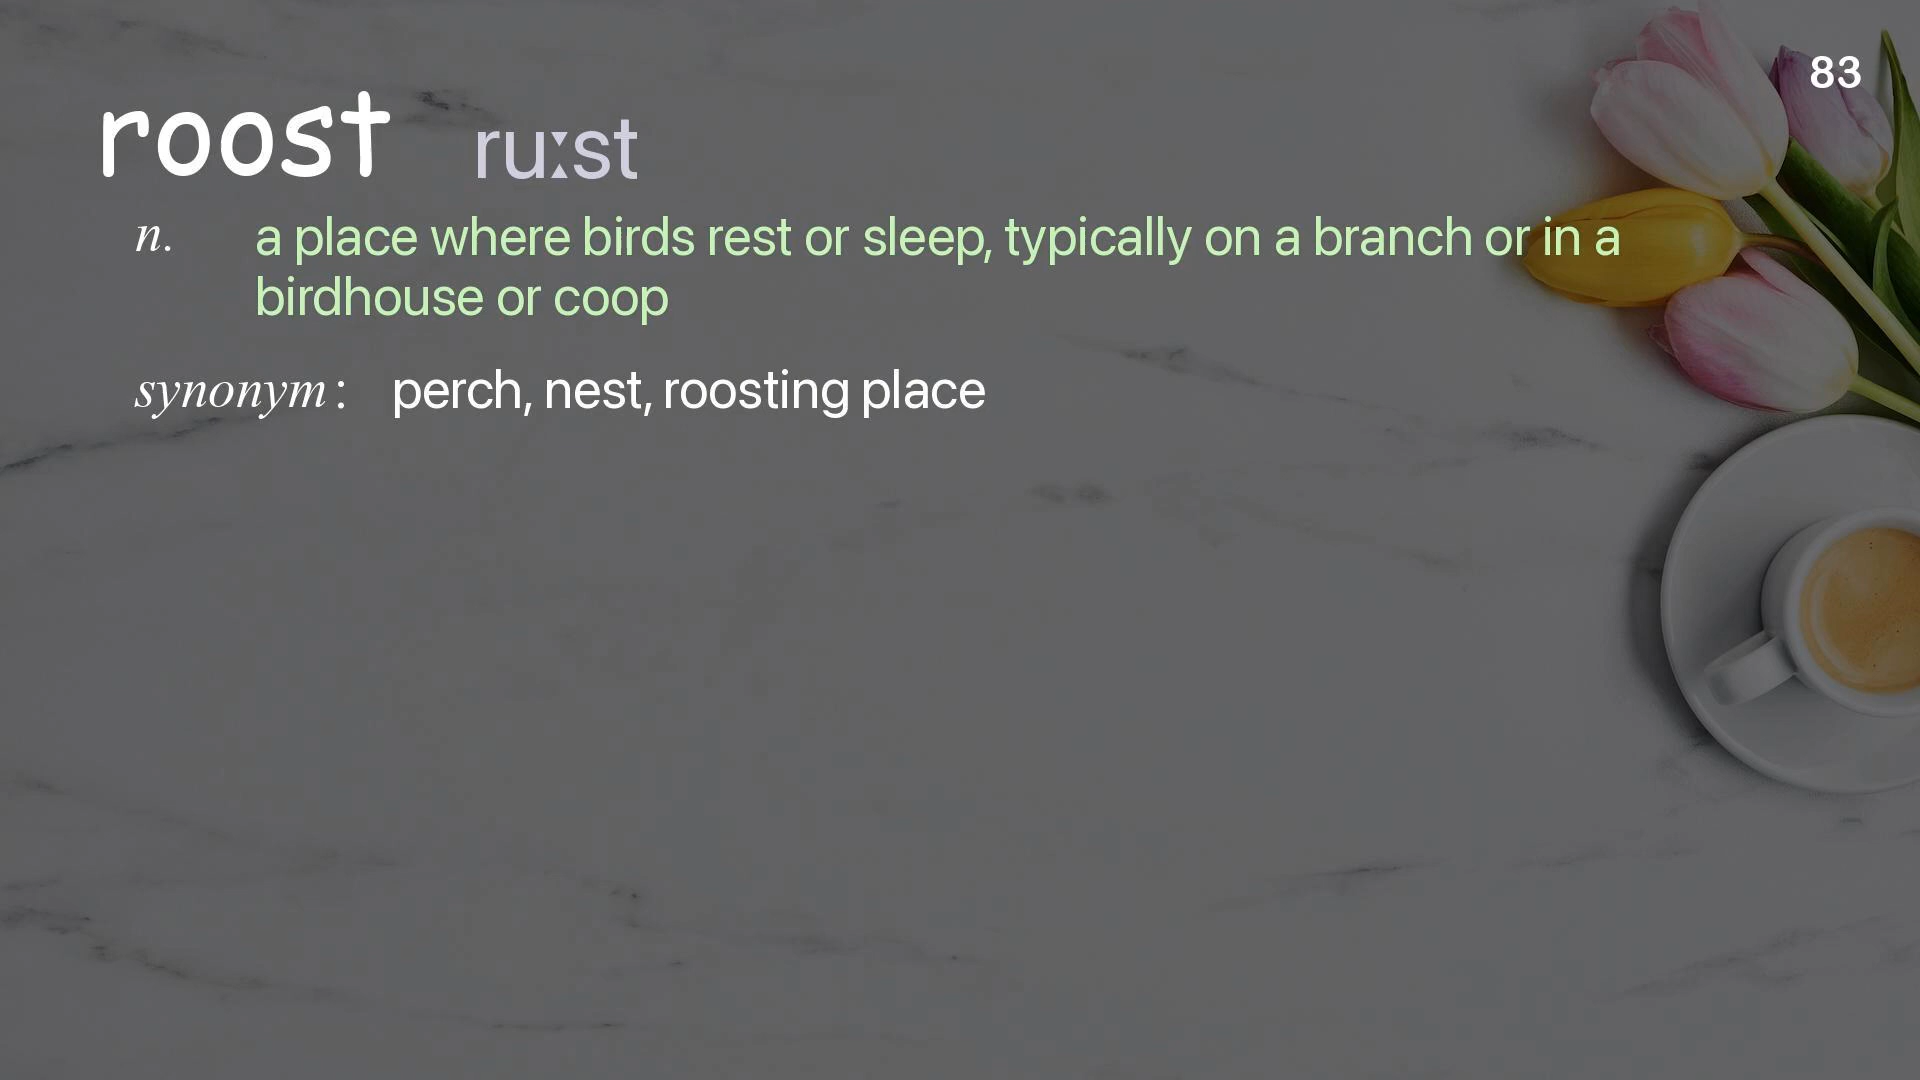 83
roost ruːst
n. a place where birds rest or sleep, typically on a branch or in a
birdhouse or coop
synonym : perch, nest, roosting place